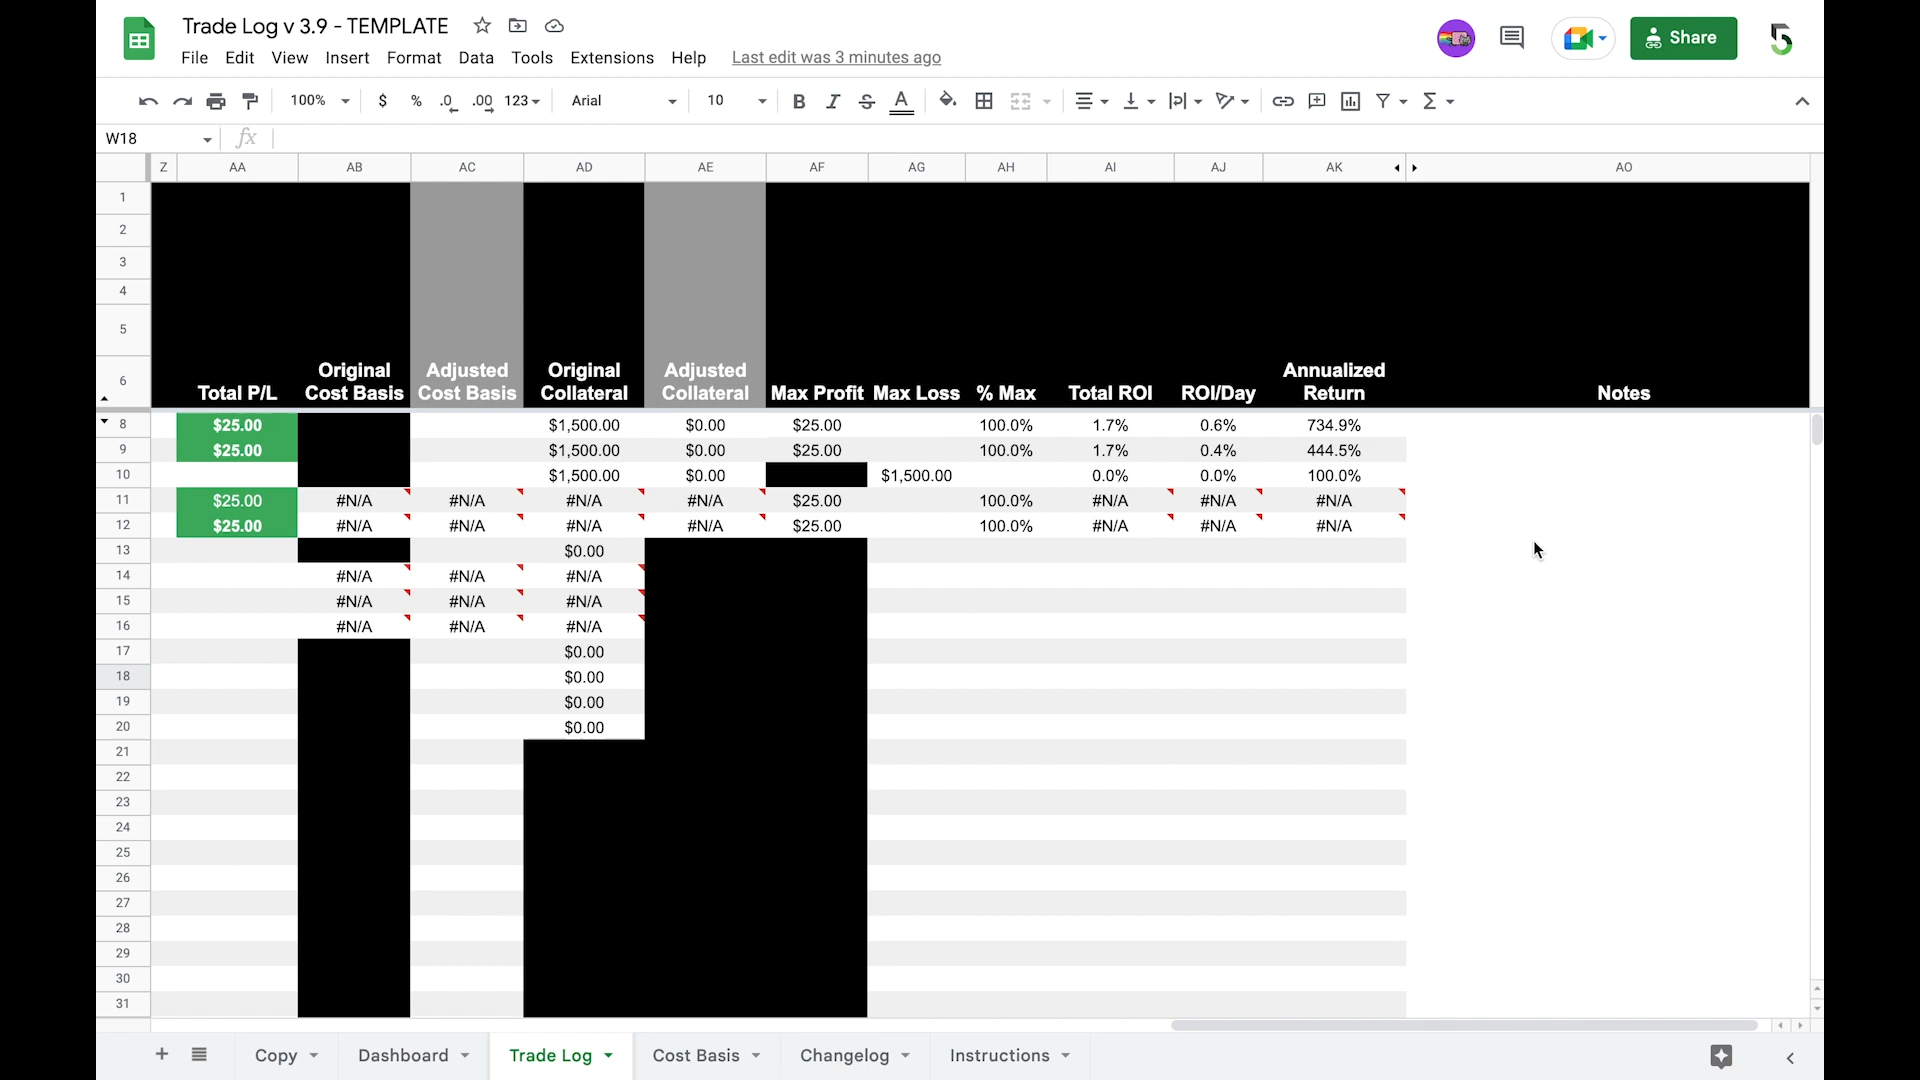 Trade Log v 3.9 - TEMPLATE
File Edit View Insert Format Data Tools Extensions Help Last edit was 3 minutes ago
Share
100% $ % .0 .00 123 Arial 10 B I S A Σ
W18 fx
Z AA AB AC AD AE AF AG AH AI AJ AK AO
1
2
3
4
5
6 Total P/L Original Cost Basis Adjusted Cost Basis Original Collateral Adjusted Collateral Max Profit Max Loss % Max Total ROI ROI/Day Annualized Return Notes
8 $25.00 $1,500.00 $0.00 $25.00 100.0% 1.7% 0.6% 734.9%
9 $25.00 $1,500.00 $0.00 $25.00 100.0% 1.7% 0.4% 444.5%
10 $1,500.00 $0.00 $1,500.00 0.0% 0.0% 100.0%
11 $25.00 #N/A #N/A #N/A #N/A $25.00 100.0% #N/A #N/A #N/A
12 $25.00 #N/A #N/A #N/A #N/A $25.00 100.0% #N/A #N/A #N/A
13 $0.00
14 #N/A #N/A #N/A
15 #N/A #N/A #N/A
16 #N/A #N/A #N/A
17 $0.00
18 $0.00
19 $0.00
20 $0.00
21
22
23
24
25
26
27
28
29
30
31
Copy Dashboard Trade Log Cost Basis Changelog Instructions